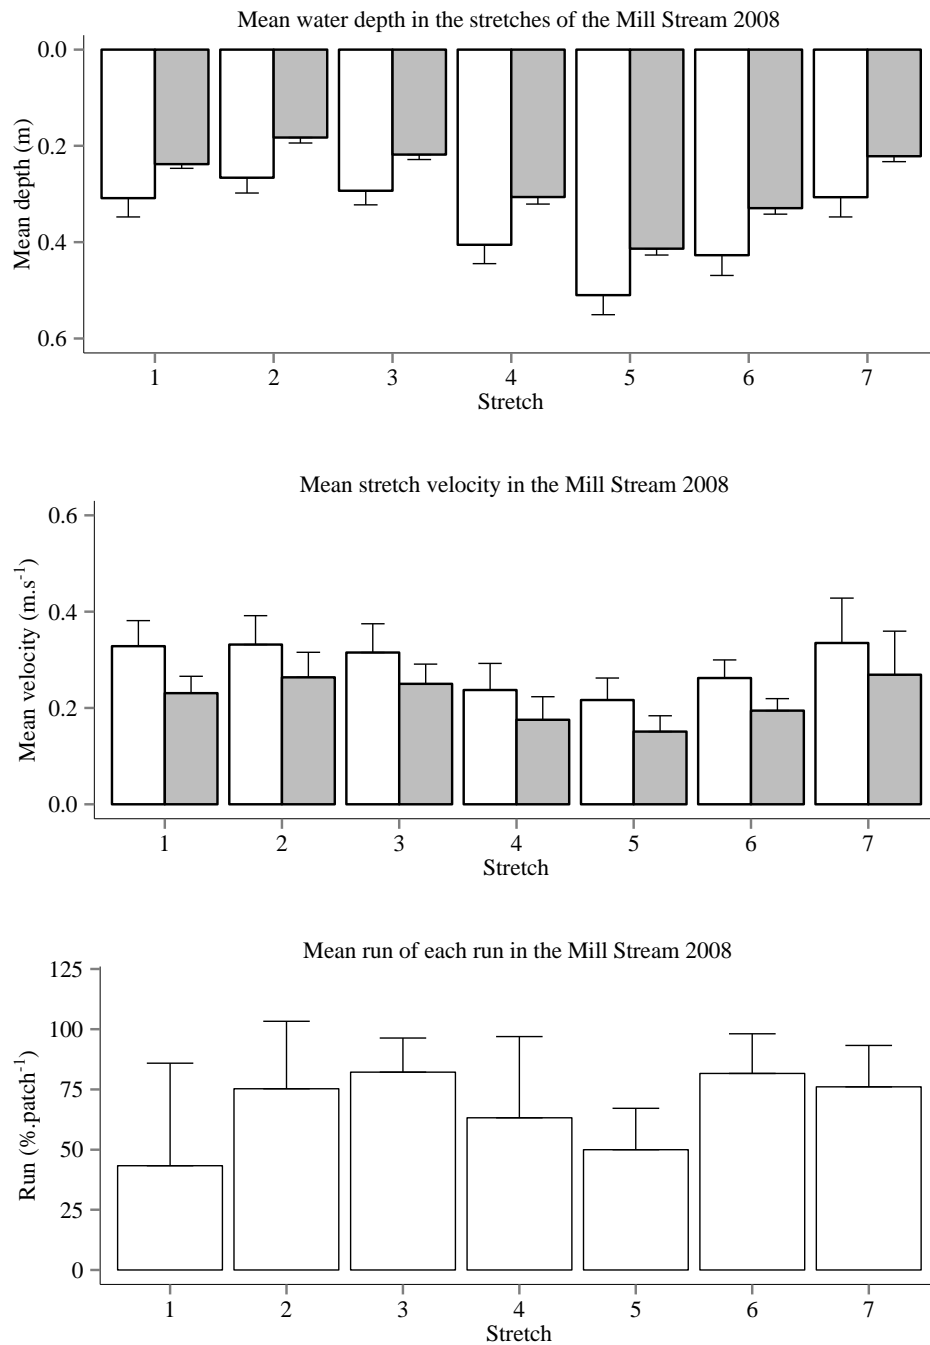 Mean water depth in the stretches of the Mill Stream 2008
0.0
0.2
0.4
0.6
Mean depth (m)
1 2 3 4 5 6 7
Stretch
Mean stretch velocity in the Mill Stream 2008
0.6
0.4
0.2
0.0
Mean velocity (m.s⁻¹)
1 2 3 4 5 6 7
Stretch
Mean run of each run in the Mill Stream 2008
125
100
75
50
25
0
Run (%.patch⁻¹)
1 2 3 4 5 6 7
Stretch